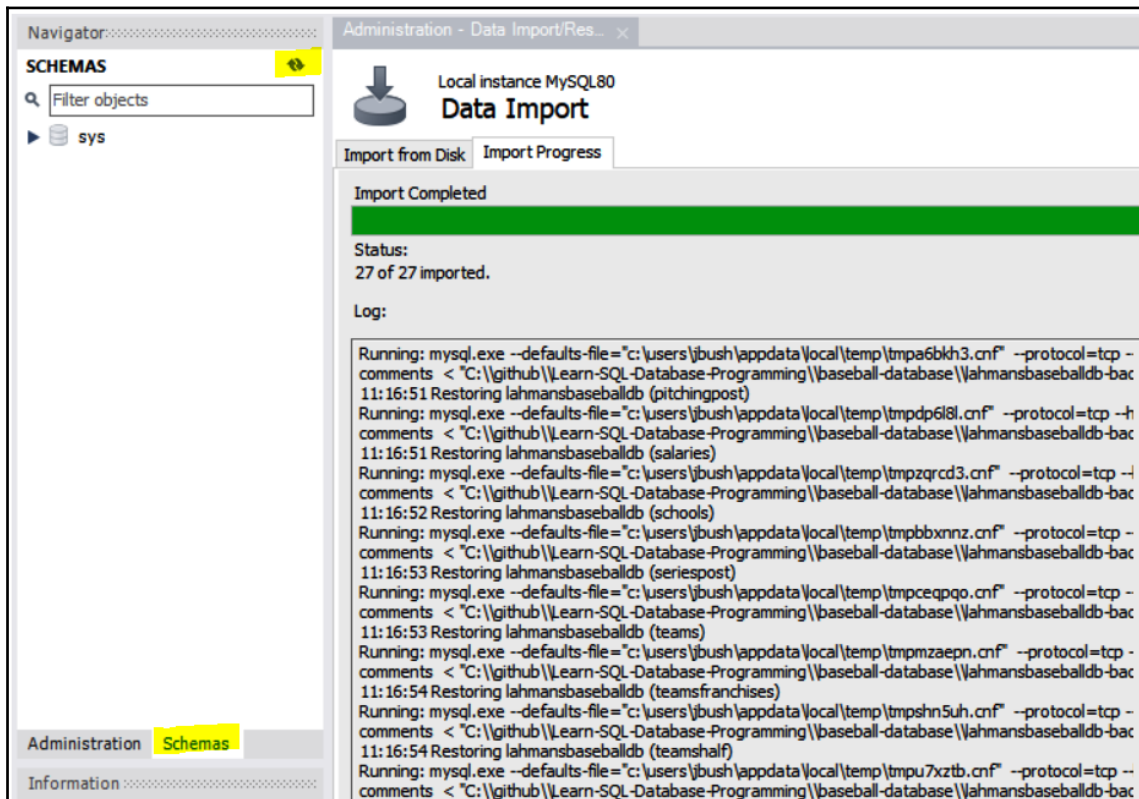 Navigator
SCHEMAS
Filter objects
sys
Administration Schemas
Information
Administration - Data Import/Res...
Local instance MySQL80
Data Import
Import from Disk Import Progress
Import Completed
Status:
27 of 27 imported.
Log:
Running: mysql.exe --defaults-file="c:\users\jbush\appdata\local\temp\tmpa6bkh3.cnf" --protocol=tcp --
comments < "C:\\github\\Learn-SQL-Database-Programming\\baseball-database\\lahmansbaseballdb-bac
11:16:51 Restoring lahmansbaseballdb (pitchingpost)
Running: mysql.exe --defaults-file="c:\users\jbush\appdata\local\temp\tmpdp6l8l.cnf" --protocol=tcp --h
comments < "C:\\github\\Learn-SQL-Database-Programming\\baseball-database\\lahmansbaseballdb-bac
11:16:51 Restoring lahmansbaseballdb (salaries)
Running: mysql.exe --defaults-file="c:\users\jbush\appdata\local\temp\tmpzqrcd3.cnf" --protocol=tcp --l
comments < "C:\\github\\Learn-SQL-Database-Programming\\baseball-database\\lahmansbaseballdb-bac
11:16:52 Restoring lahmansbaseballdb (schools)
Running: mysql.exe --defaults-file="c:\users\jbush\appdata\local\temp\tmpbbxnnz.cnf" --protocol=tcp --
comments < "C:\\github\\Learn-SQL-Database-Programming\\baseball-database\\lahmansbaseballdb-bac
11:16:53 Restoring lahmansbaseballdb (seriespost)
Running: mysql.exe --defaults-file="c:\users\jbush\appdata\local\temp\tmpceqpqo.cnf" --protocol=tcp --
comments < "C:\\github\\Learn-SQL-Database-Programming\\baseball-database\\lahmansbaseballdb-bac
11:16:53 Restoring lahmansbaseballdb (teams)
Running: mysql.exe --defaults-file="c:\users\jbush\appdata\local\temp\tmpmzaepn.cnf" --protocol=tcp -
comments < "C:\\github\\Learn-SQL-Database-Programming\\baseball-database\\lahmansbaseballdb-bac
11:16:54 Restoring lahmansbaseballdb (teamsfranchises)
Running: mysql.exe --defaults-file="c:\users\jbush\appdata\local\temp\tmpshn5uh.cnf" --protocol=tcp --
comments < "C:\\github\\Learn-SQL-Database-Programming\\baseball-database\\lahmansbaseballdb-bac
11:16:54 Restoring lahmansbaseballdb (teamshalf)
Running: mysql.exe --defaults-file="c:\users\jbush\appdata\local\temp\tmpu7xztb.cnf" --protocol=tcp --l
comments < "C:\\github\\Learn-SQL-Database-Programming\\baseball-database\\lahmansbaseballdb-bac